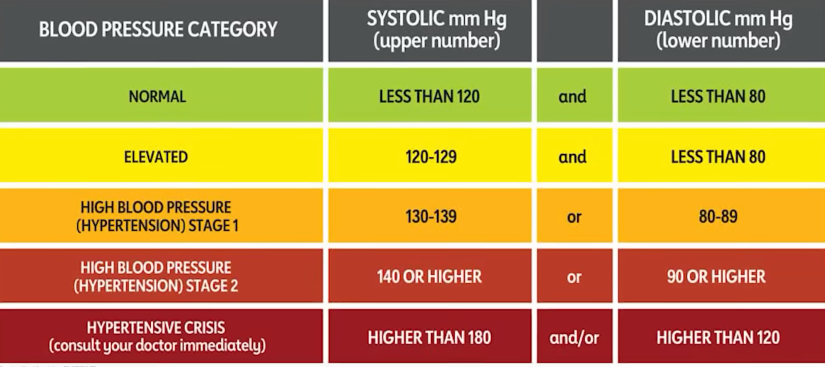 BLOOD PRESSURE CATEGORY
SYSTOLIC mm Hg
(upper number)
DIASTOLIC mm Hg
(lower number)
NORMAL
LESS THAN 120
and
LESS THAN 80
ELEVATED
120-129
and
LESS THAN 80
HIGH BLOOD PRESSURE
(HYPERTENSION) STAGE 1
130-139
or
80-89
HIGH BLOOD PRESSURE
(HYPERTENSION) STAGE 2
140 OR HIGHER
or
90 OR HIGHER
HYPERTENSIVE CRISIS
(consult your doctor immediately)
HIGHER THAN 180
and/or
HIGHER THAN 120